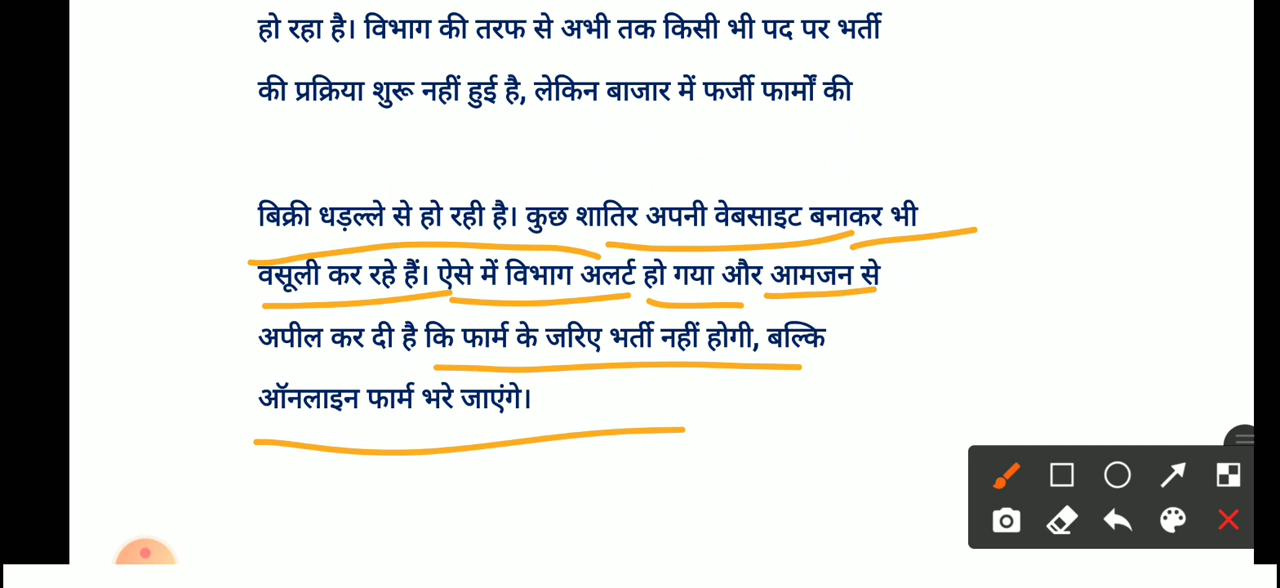 हो रहा है। विभाग की तरफ से अभी तक किसी भी पद पर भर्ती
की प्रक्रिया शुरू नहीं हुई है, लेकिन बाजार में फर्जी फार्मों की
बिक्री धड़ल्ले से हो रही है। कुछ शातिर अपनी वेबसाइट बनाकर भी
वसूली कर रहे हैं। ऐसे में विभाग अलर्ट हो गया और आमजन से
अपील कर दी है कि फार्म के जरिए भर्ती नहीं होगी, बल्कि
ऑनलाइन फार्म भरे जाएंगे।